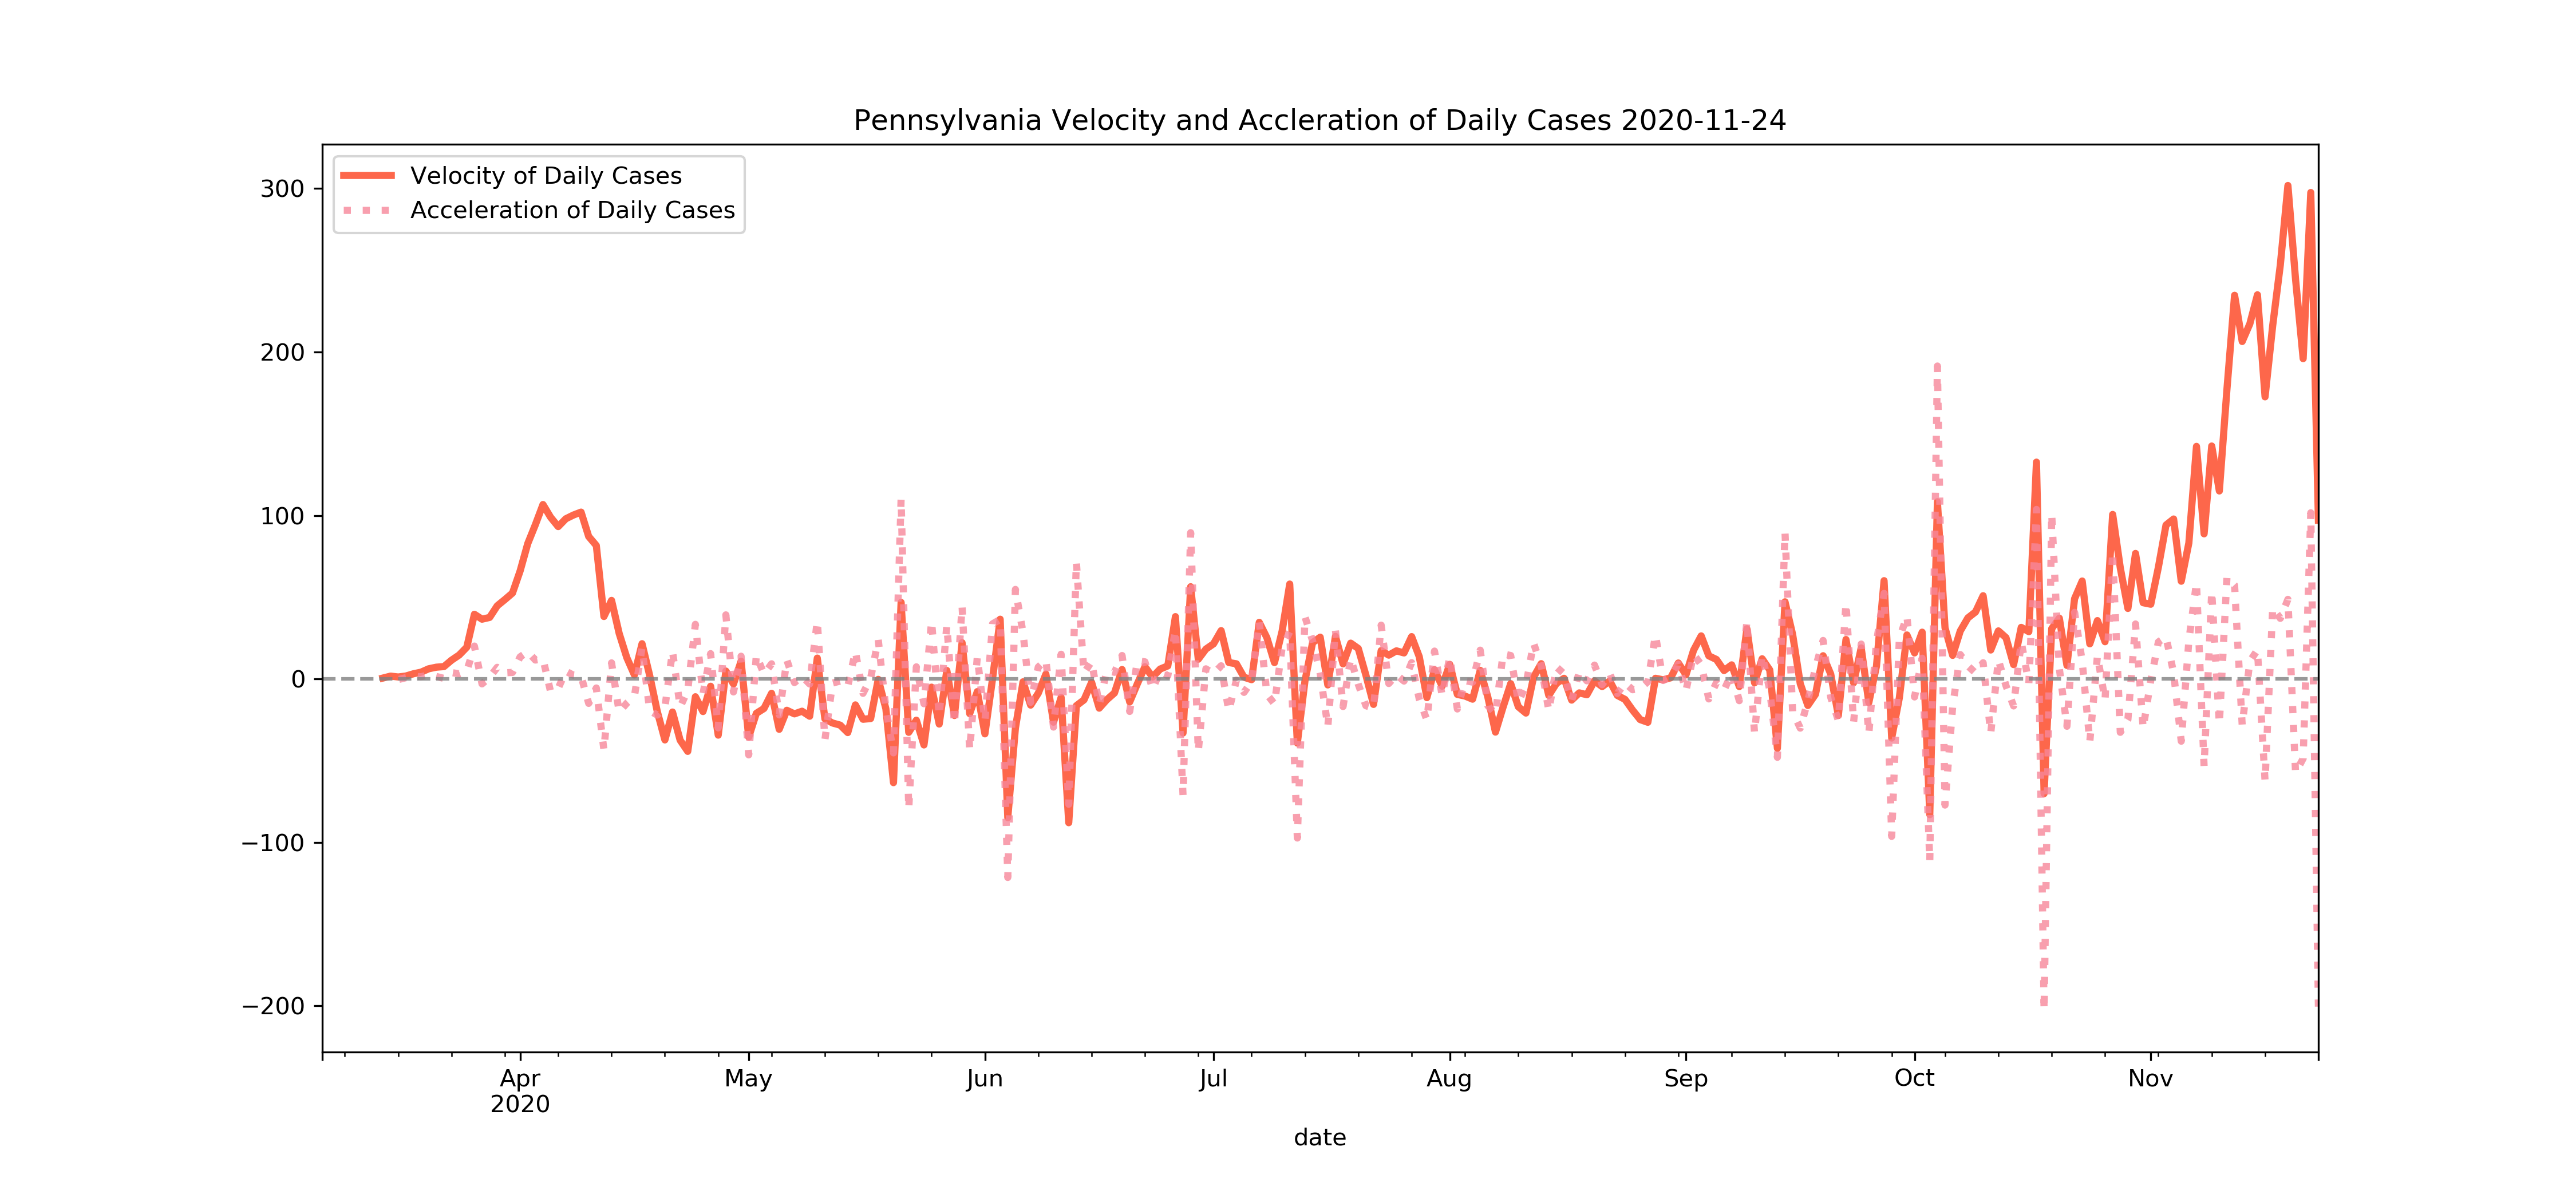 Pennsylvania Velocity and Accleration of Daily Cases 2020-11-24
Velocity of Daily Cases
Acceleration of Daily Cases
300
200
100
0
−100
−200
Apr May Jun Jul Aug Sep Oct Nov
2020
date